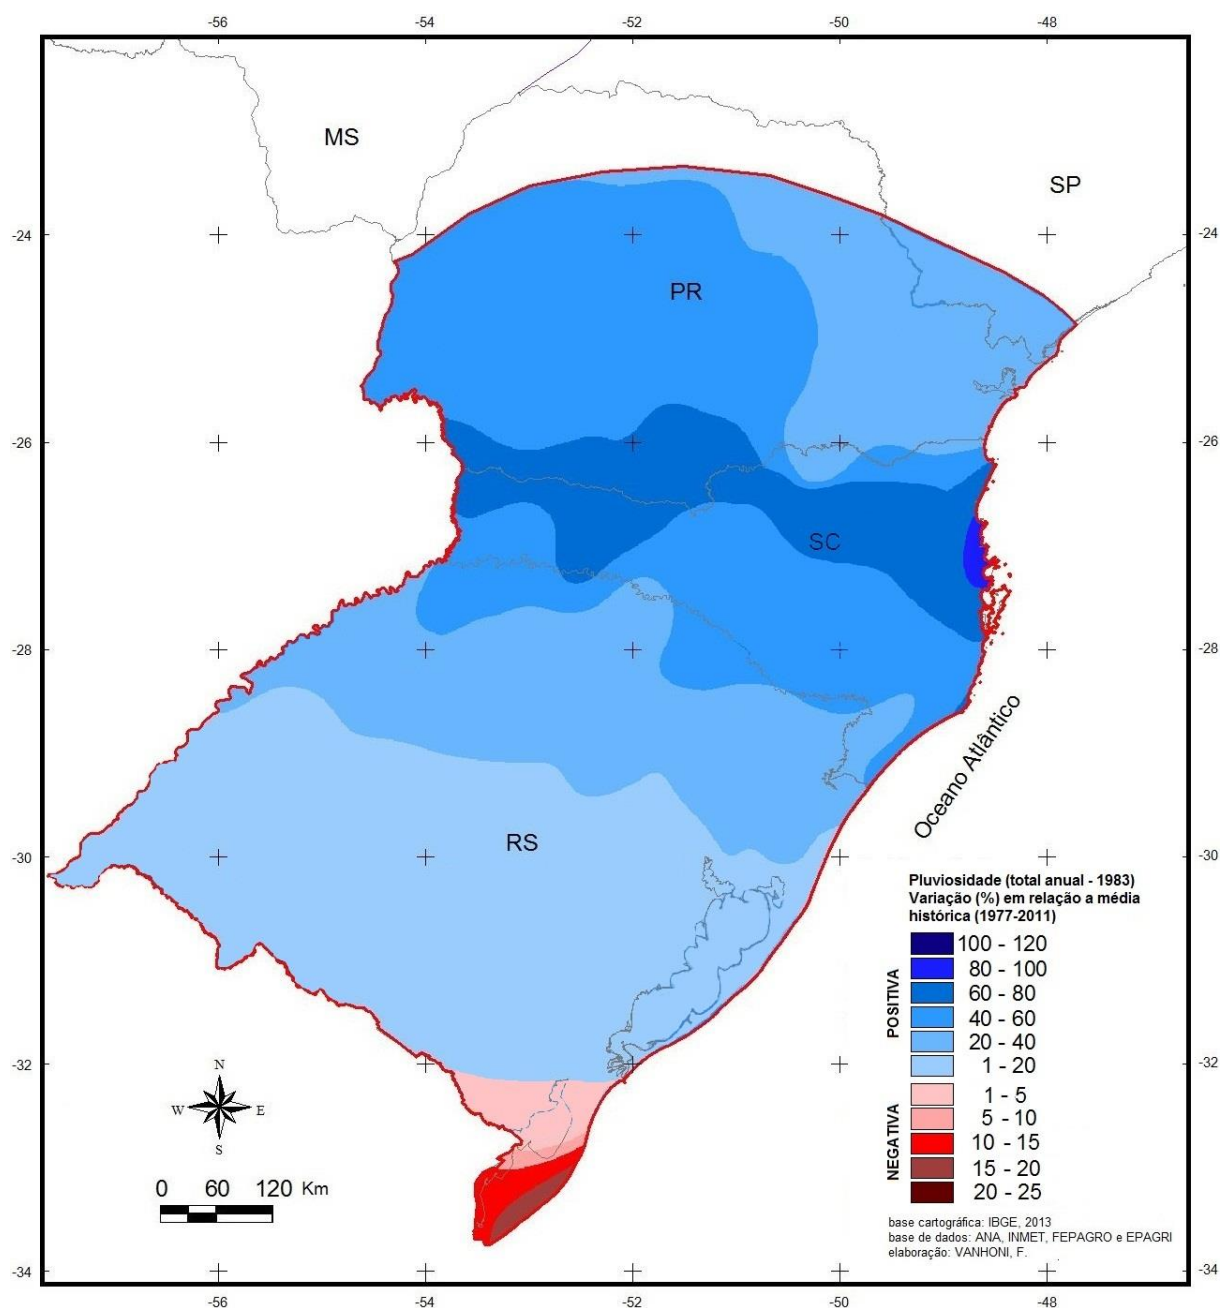 -56 -54 -52 -50 -48
MS
SP
-24 -24
PR
-26 -26
SC
-28 -28
Oceano Atlântico
RS
-30 -30
Pluviosidade (total anual - 1983)
Variação (%) em relação a média
histórica (1977-2011)
POSITIVA
100 - 120
80 - 100
60 - 80
40 - 60
20 - 40
1 - 20
NEGATIVA
1 - 5
5 - 10
10 - 15
15 - 20
20 - 25
-32 -32
N
W E
S
0 60 120 Km
base cartográfica: IBGE, 2013
base de dados: ANA, INMET, FEPAGRO e EPAGRI
elaboração: VANHONI, F.
-34 -34
-56 -54 -52 -50 -48